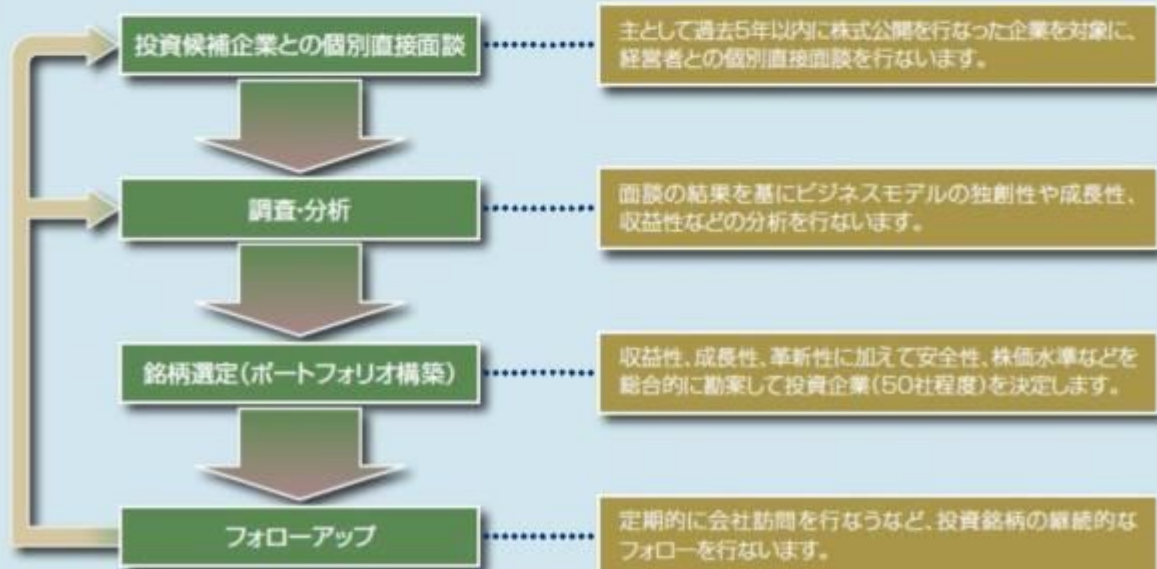 投資候補企業との個別直接面談
主として過去5年以内に株式公開を行なった企業を対象に、
経営者との個別直接面談を行ないます。
調査・分析
面談の結果を基にビジネスモデルの独創性や成長性、
収益性などの分析を行ないます。
銘柄選定(ポートフォリオ構築)
収益性、成長性、革新性に加えて安全性、株価水準などを
総合的に勘案して投資企業(50社程度)を決定します。
フォローアップ
定期的に会社訪問を行なうなど、投資銘柄の継続的な
フォローを行ないます。